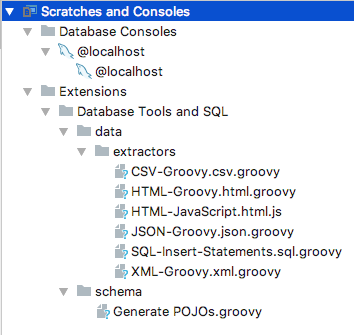 Scratches and Consoles
Database Consoles
@localhost
@localhost
Extensions
Database Tools and SQL
data
extractors
CSV-Groovy.csv.groovy
HTML-Groovy.html.groovy
HTML-JavaScript.html.js
JSON-Groovy.json.groovy
SQL-Insert-Statements.sql.groovy
XML-Groovy.xml.groovy
schema
Generate POJOs.groovy